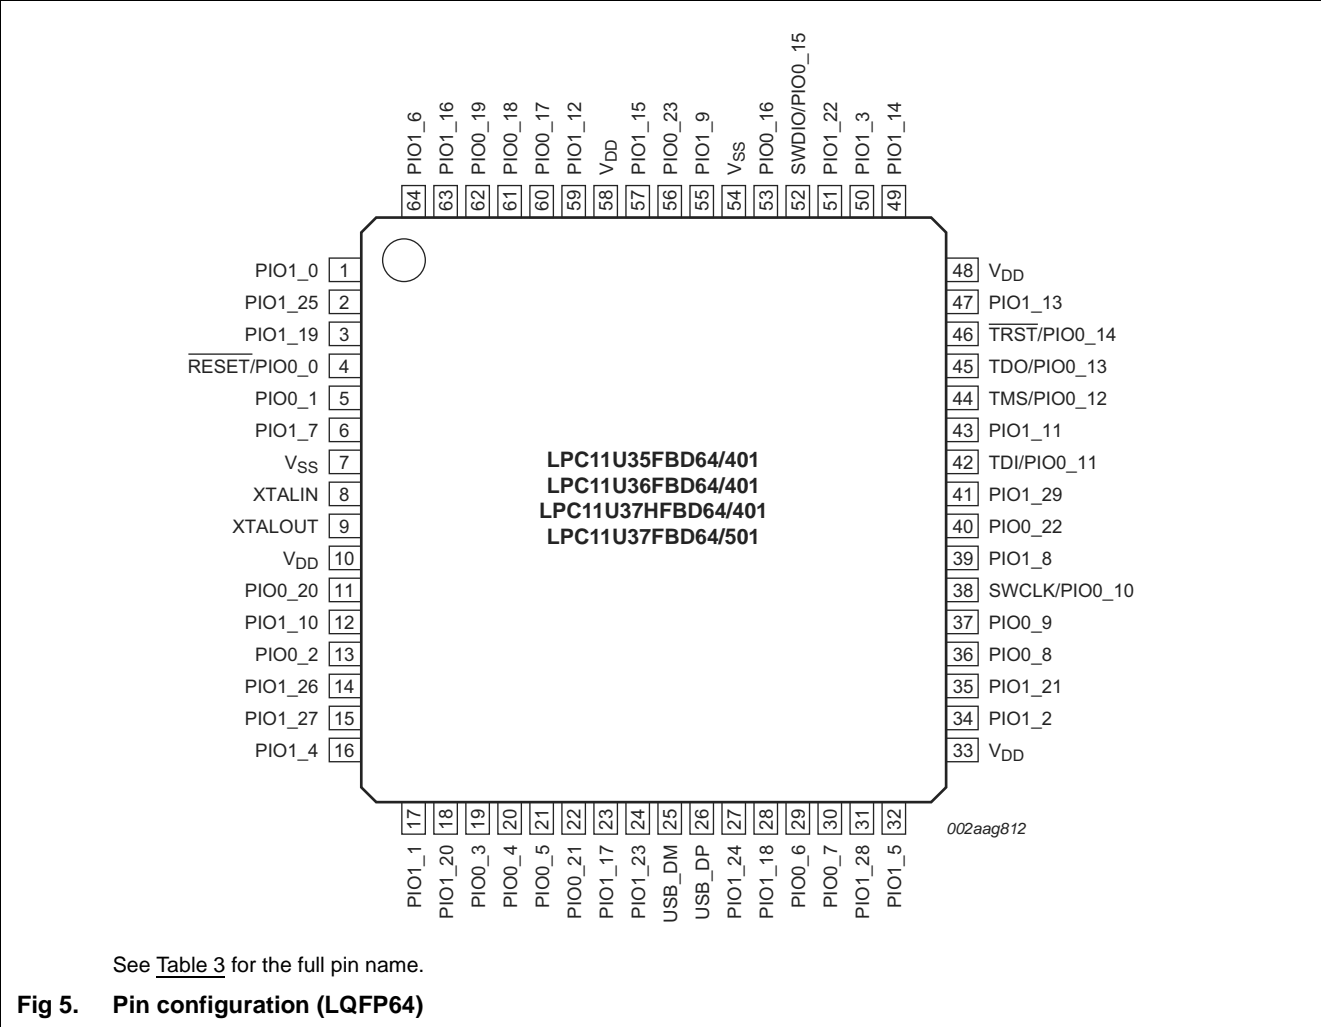 PIO1_6 PIO1_16 PIO0_19 PIO0_18 PIO0_17 PIO1_12 VDD PIO1_15 PIO0_23 PIO1_9 VSS PIO0_16 SWDIO/PIO0_15 PIO1_22 PIO1_3 PIO1_14
64 63 62 61 60 59 58 57 56 55 54 53 52 51 50 49
PIO1_0 1 48 VDD
PIO1_25 2 47 PIO1_13
PIO1_19 3 46 TRST/PIO0_14
RESET/PIO0_0 4 45 TDO/PIO0_13
PIO0_1 5 44 TMS/PIO0_12
PIO1_7 6 43 PIO1_11
VSS 7 42 TDI/PIO0_11
XTALIN 8 41 PIO1_29
XTALOUT 9 40 PIO0_22
VDD 10 39 PIO1_8
PIO0_20 11 38 SWCLK/PIO0_10
PIO1_10 12 37 PIO0_9
PIO0_2 13 36 PIO0_8
PIO1_26 14 35 PIO1_21
PIO1_27 15 34 PIO1_2
PIO1_4 16 33 VDD
LPC11U35FBD64/401
LPC11U36FBD64/401
LPC11U37HFBD64/401
LPC11U37FBD64/501
17 18 19 20 21 22 23 24 25 26 27 28 29 30 31 32
PIO1_1 PIO1_20 PIO0_3 PIO0_4 PIO0_5 PIO0_21 PIO1_17 PIO1_23 USB_DM USB_DP PIO1_24 PIO1_18 PIO0_6 PIO0_7 PIO1_28 PIO1_5
002aag812
See Table 3 for the full pin name.
Fig 5. Pin configuration (LQFP64)